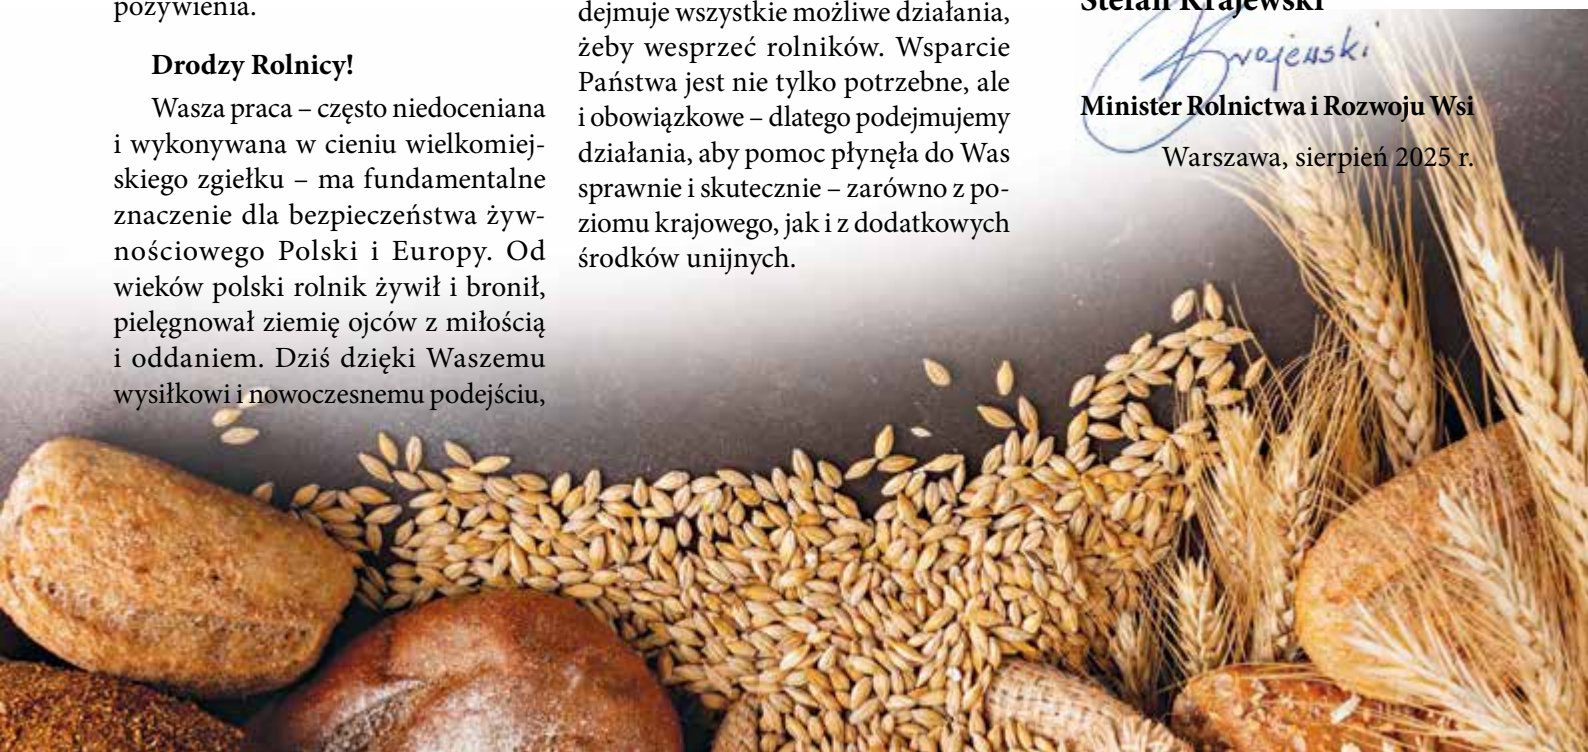 pożywienia.
Drodzy Rolnicy!
Wasza praca – często niedoceniana
i wykonywana w cieniu wielkomiej-
skiego zgiełku – ma fundamentalne
znaczenie dla bezpieczeństwa żyw-
nościowego Polski i Europy. Od
wieków polski rolnik żywił i bronił,
pielęgnował ziemię ojców z miłością
i oddaniem. Dziś dzięki Waszemu
wysiłkowi i nowoczesnemu podejściu,
dejmuje wszystkie możliwe działania,
żeby wesprzeć rolników. Wsparcie
Państwa jest nie tylko potrzebne, ale
i obowiązkowe – dlatego podejmujemy
działania, aby pomoc płynęła do Was
sprawnie i skutecznie – zarówno z po-
ziomu krajowego, jak i z dodatkowych
środków unijnych.
Stefan Krajewski
Krajewski
Minister Rolnictwa i Rozwoju Wsi
Warszawa, sierpień 2025 r.